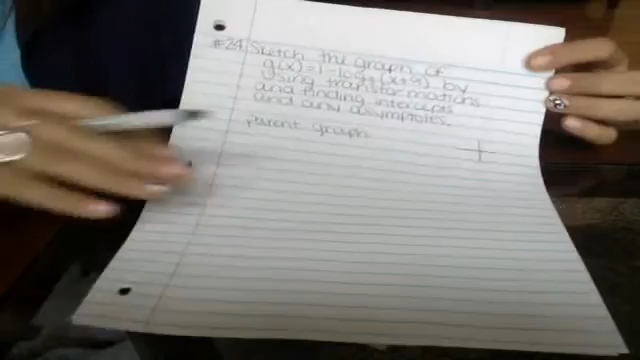 #24 Sketch the graph of
g(x) = 1 - log (x+9) by
using transformations
and finding intercepts
and any asymptotes.
Parent graph: